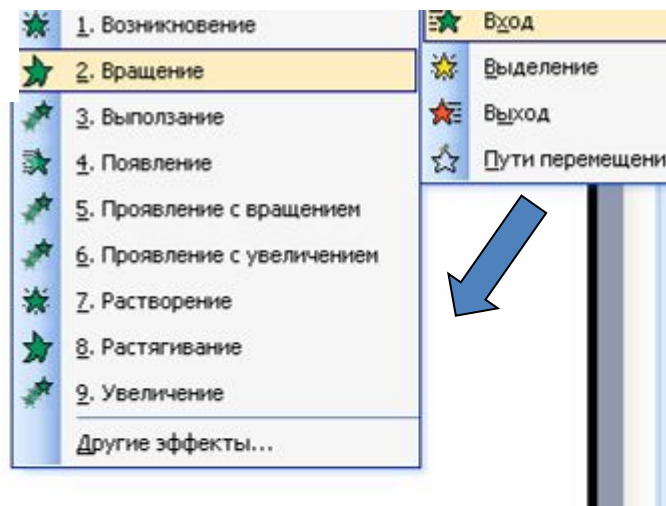 1. Возникновение
2. Вращение
3. Выползание
4. Появление
5. Проявление с вращением
6. Проявление с увеличением
7. Растворение
8. Растягивание
9. Увеличение
Другие эффекты...
Вход
Выделение
Выход
Пути перемещени